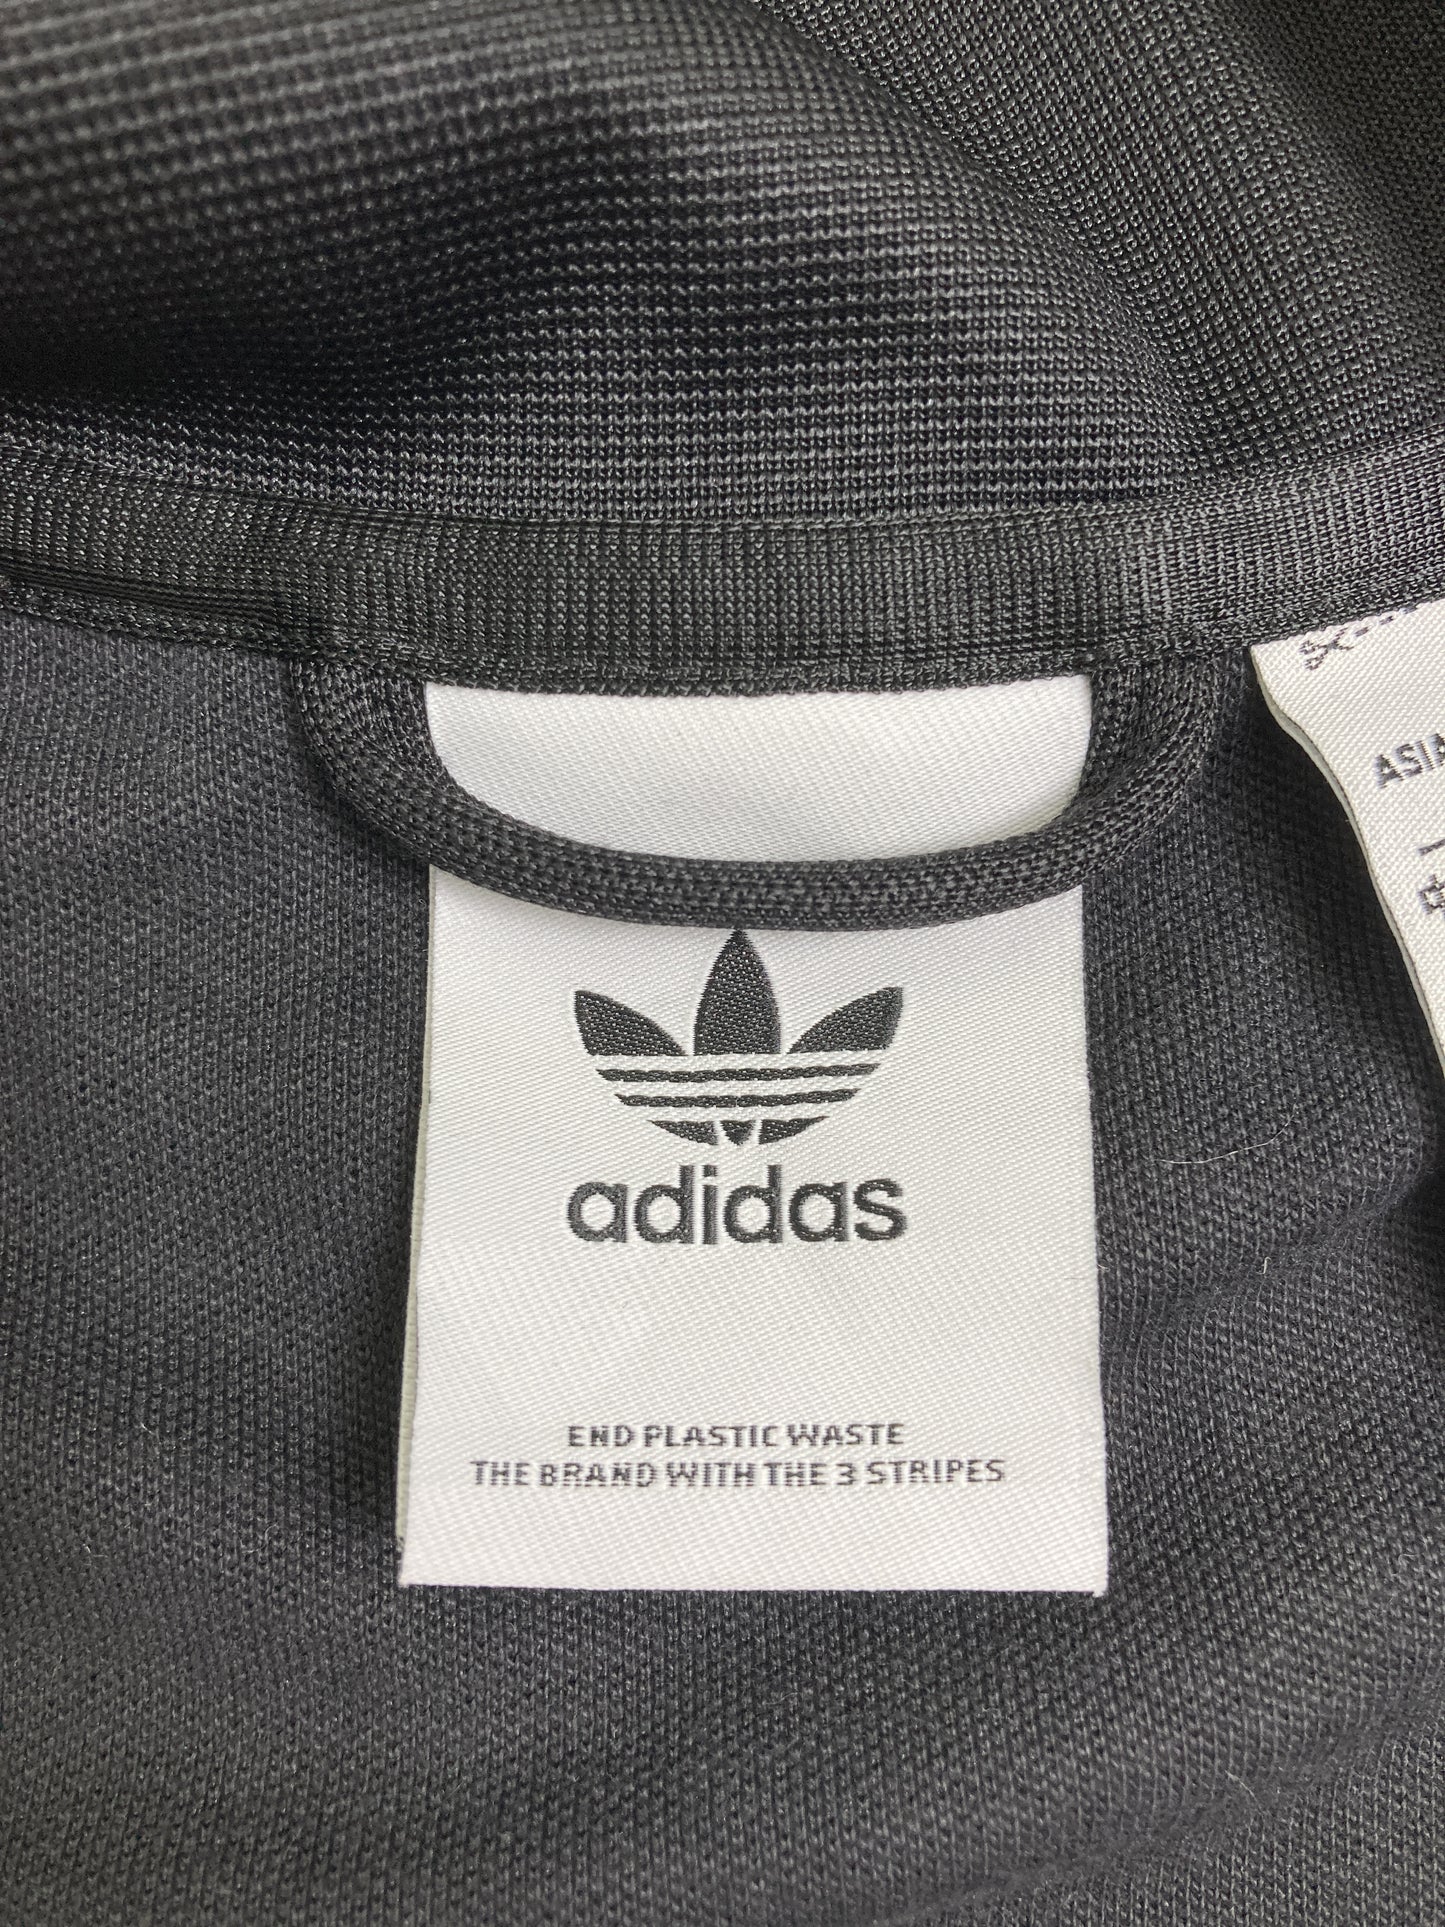 adidas
END PLASTIC WASTE
THE BRAND WITH THE 3 STRIPES